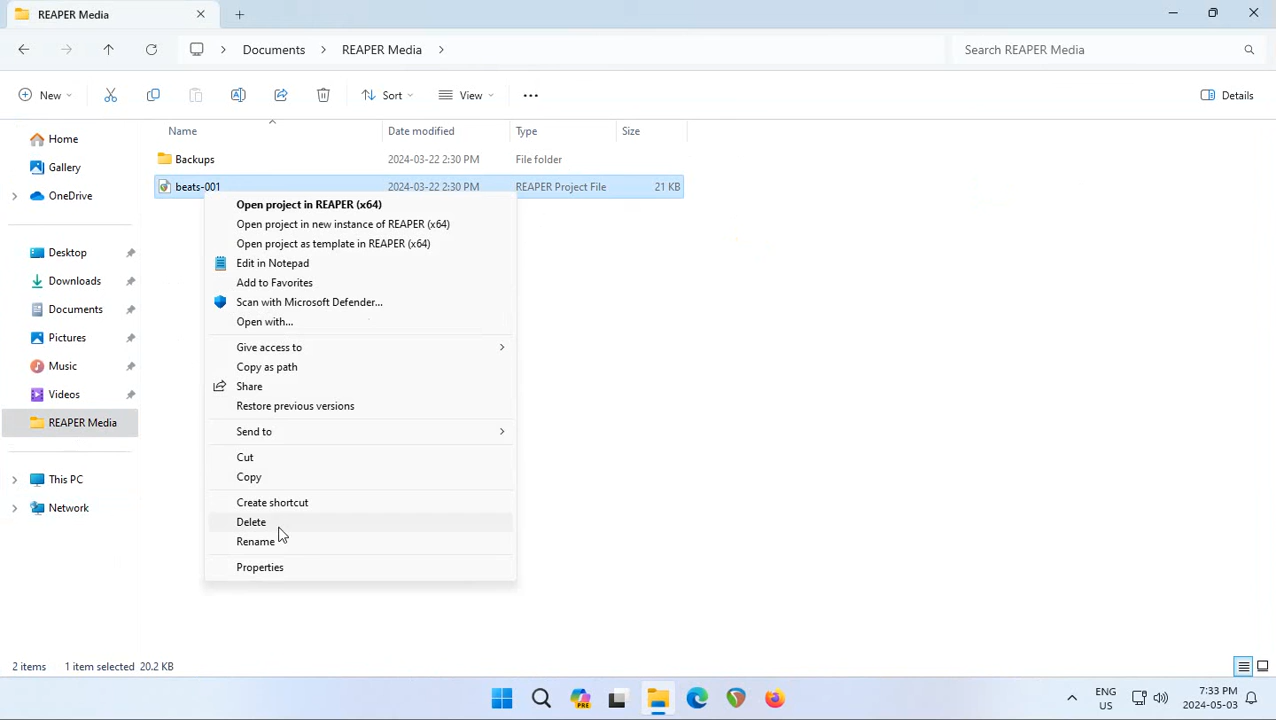 REAPER Media
Documents
REAPER Media
Search REAPER Media
New
Sort
View
Details
Name
Date modified
Type
Size
Home
Gallery
OneDrive
Desktop
Downloads
Documents
Pictures
Music
Videos
REAPER Media
This PC
Network
Backups 2024-03-22 2:30 PM File folder
beats-001 2024-03-22 2:30 PM REAPER Project File 21 KB
Open project in REAPER (x64)
Open project in new instance of REAPER (x64)
Open project as template in REAPER (x64)
Edit in Notepad
Add to Favorites
Scan with Microsoft Defender...
Open with...
Give access to
Copy as path
Share
Restore previous versions
Send to
Cut
Copy
Create shortcut
Delete
Rename
Properties
2 items 1 item selected 20.2 KB
PRE
ENG
US
7:33 PM
2024-05-03